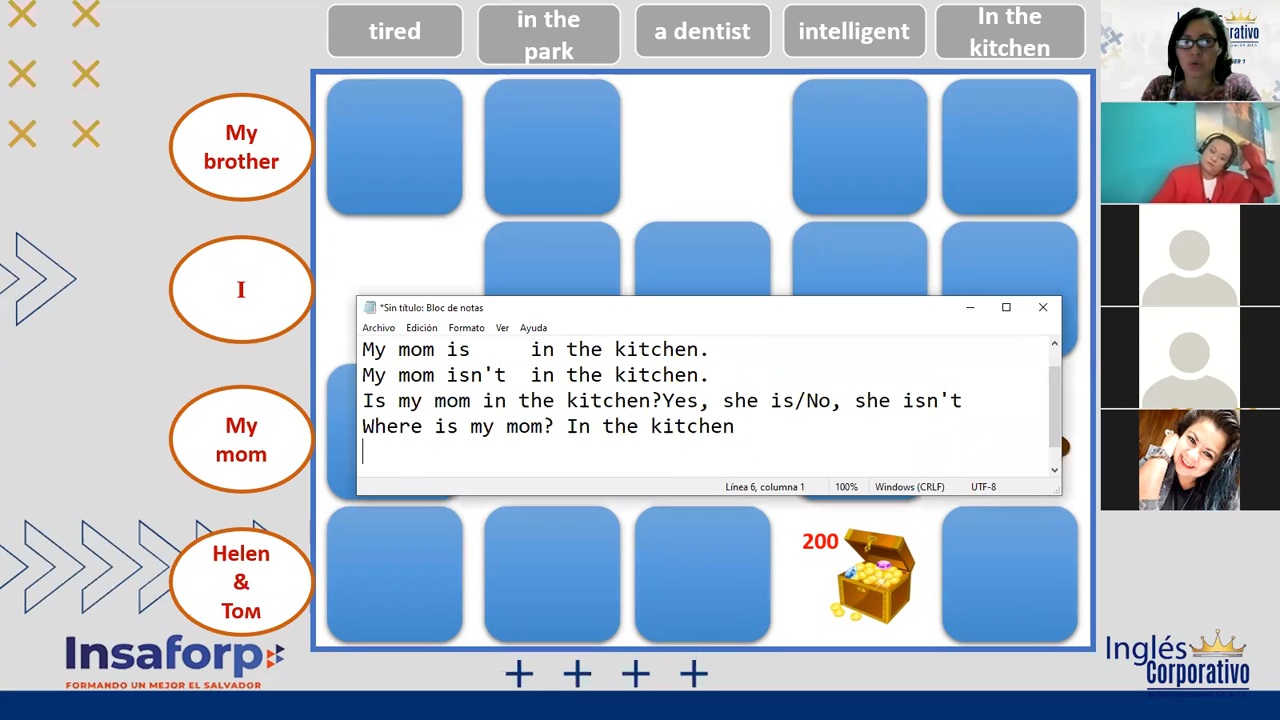 tired
in the
park
a dentist
intelligent
In the
kitchen
My
brother
I
My
mom
Helen
&
Tom
*Sin título: Bloc de notas
Archivo Edición Formato Ver Ayuda
My mom is in the kitchen.
My mom isn't in the kitchen.
Is my mom in the kitchen?Yes, she is/No, she isn't
Where is my mom? In the kitchen
Línea 6, columna 1 100% Windows (CRLF) UTF-8
200
Insaforp
FORMANDO UN MEJOR EL SALVADOR
Inglés
Corporativo